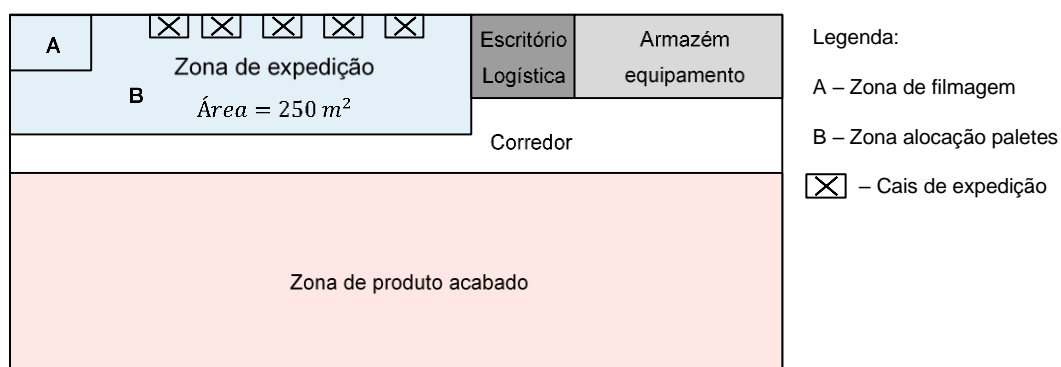 A
Zona de expedição
B
Área = 250 m²
Escritório
Logística
Armazém
equipamento
Corredor
Zona de produto acabado
Legenda:
A – Zona de filmagem
B – Zona alocação paletes
– Cais de expedição